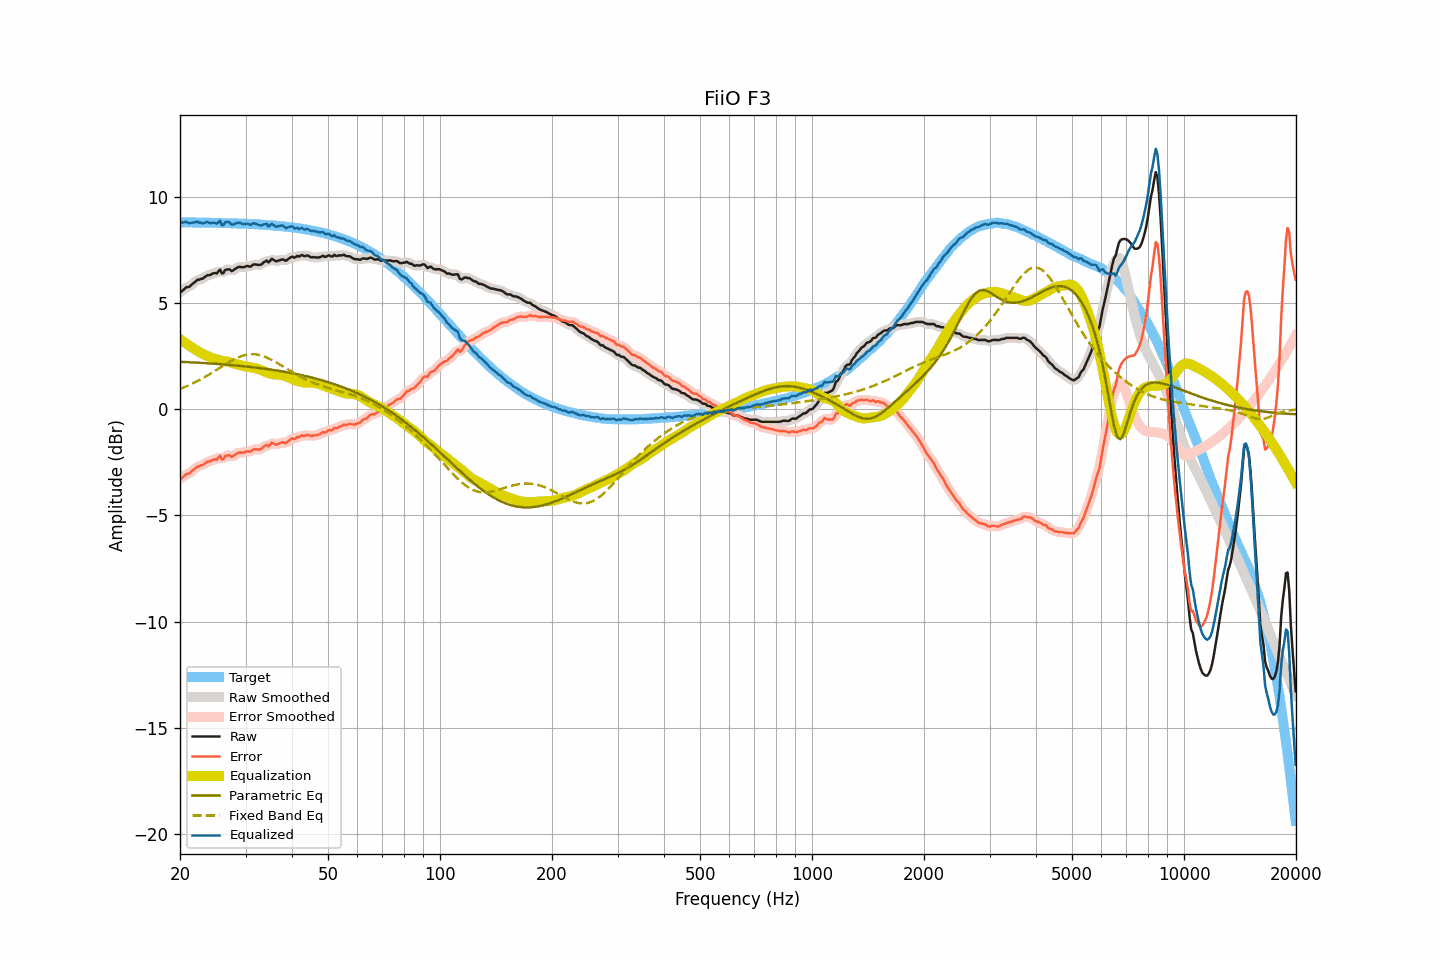 FiiO F3
Amplitude (dBr)
10
5
0
−5
−10
−15
−20
Target
Raw Smoothed
Error Smoothed
Raw
Error
Equalization
Parametric Eq
Fixed Band Eq
Equalized
20 50 100 200 500 1000 2000 5000 10000 20000
Frequency (Hz)